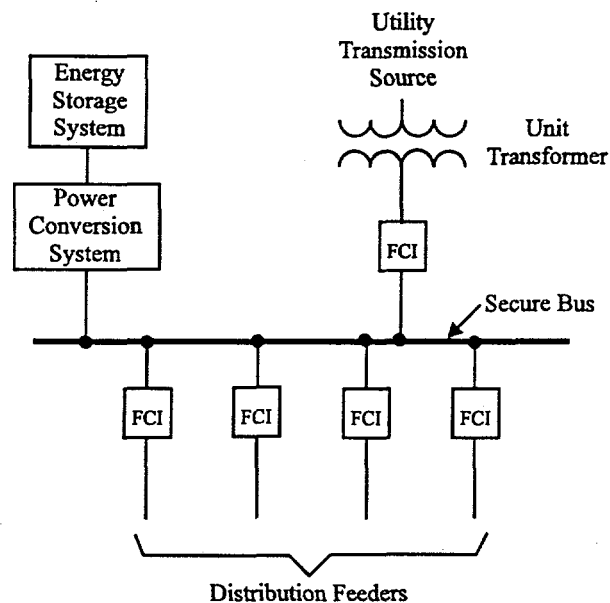 Utility
Transmission
Source
Energy
Storage
System
Unit
Transformer
Power
Conversion
System
FCI
Secure Bus
FCI
FCI
FCI
FCI
Distribution Feeders